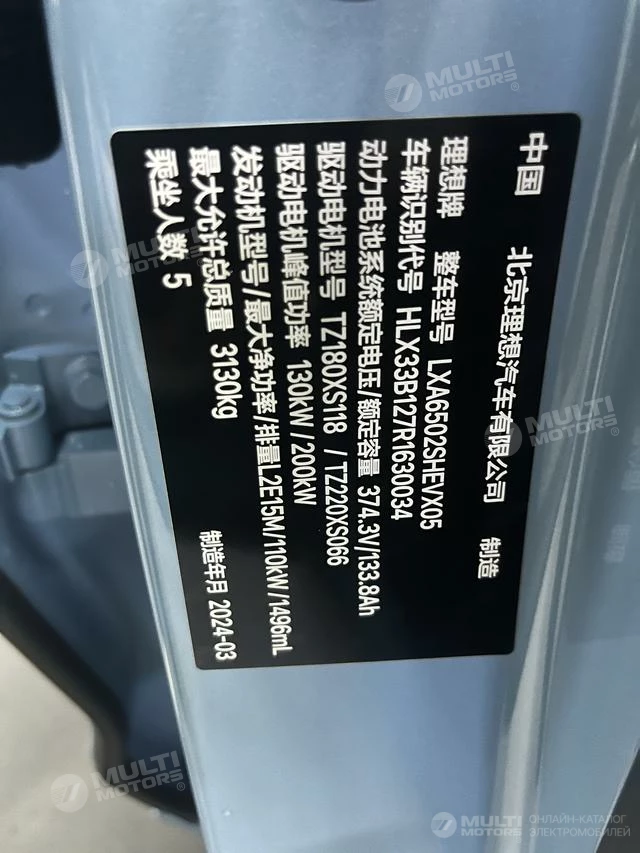 中国 北京理想汽车有限公司 制造
理想牌 整车型号 LXA6502SHEVX05
车辆识别代号 HLX33B127R1630034
动力电池系统额定电压/额定容量 374.3V/133.8Ah
驱动电机型号 TZ180XS118 /TZ220XS066
驱动电机峰值功率 130kW/200kW
发动机型号/最大净功率/排量L2E15M/110kW/1496mL
最大允许总质量 3130kg
乘坐人数 5 制造年月 2024-03
MULTI MOTORS
MULTI MOTORS
MULTI MOTORS
MULTI MOTORS
MULTI MOTORS
MULTI MOTORS ОНЛАЙН-КАТАЛОГ
ЭЛЕКТРОМОБИЛЕЙ